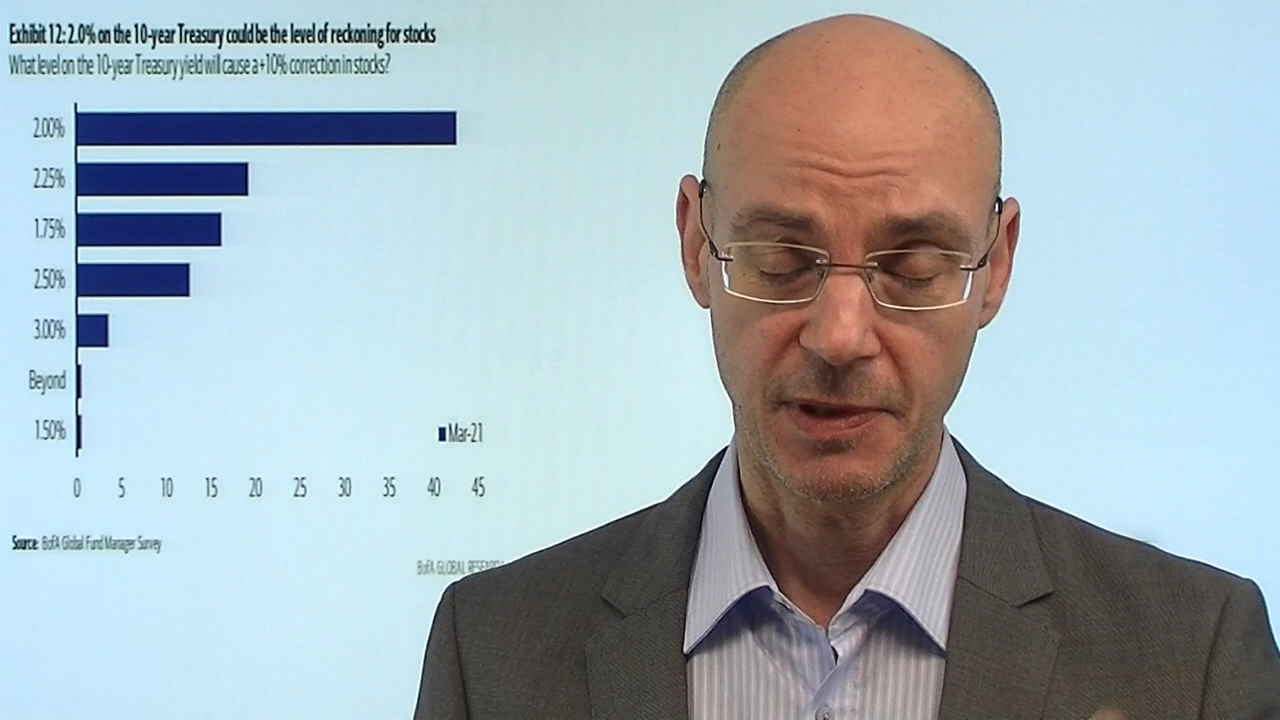 Exhibit 12: 2.0% on the 10-year Treasury could be the level of reckoning for stocks
What level on the 10-year Treasury yield will cause a +10% correction in stocks?
2.00%
2.25%
1.75%
2.50%
3.00%
Beyond
1.50%
Mar-21
0 5 10 15 20 25 30 35 40 45
Source: BofA Global Fund Manager Survey
BofA GLOBAL RESEARC